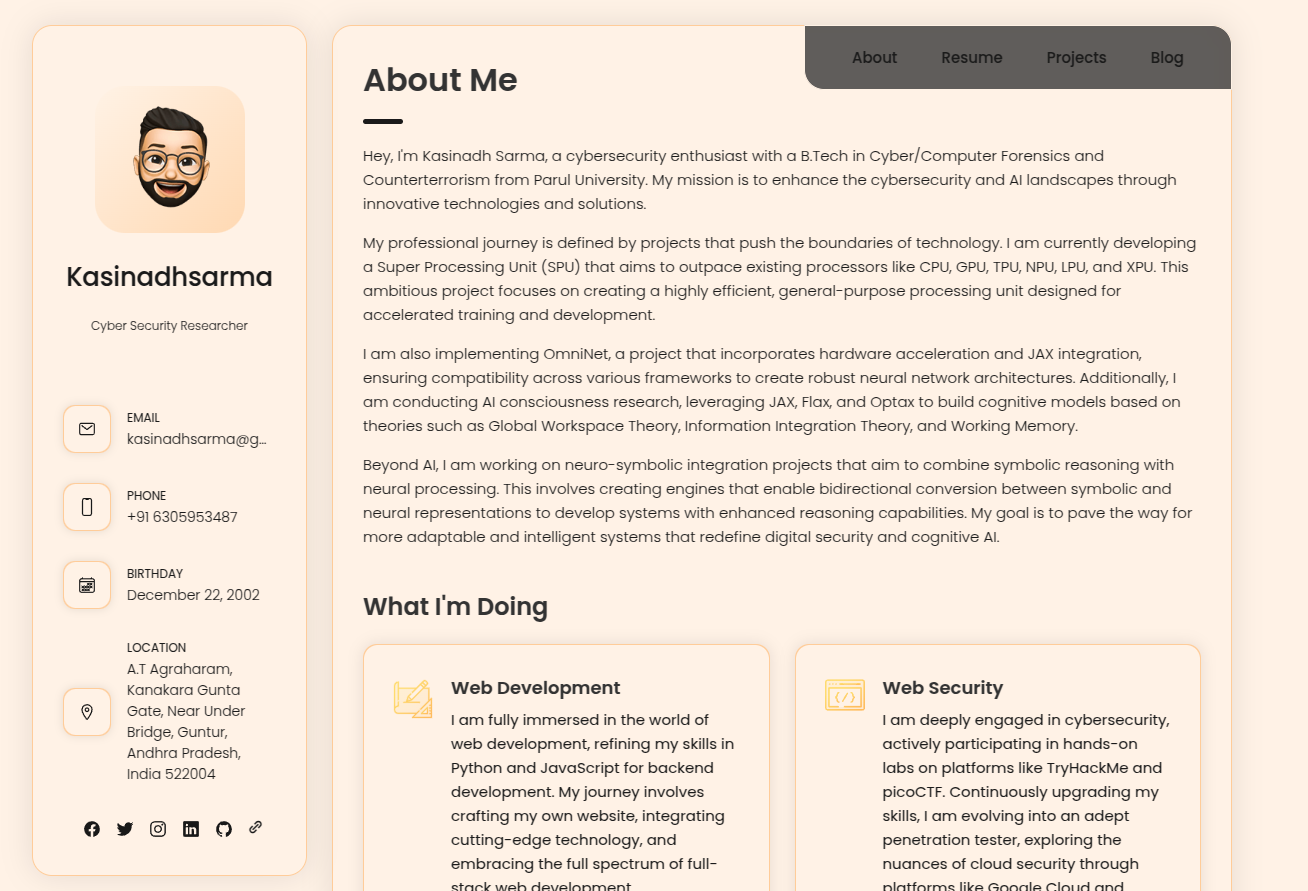 Kasinadhsarma
Cyber Security Researcher
EMAIL
kasinadhsarma@g...
PHONE
+91 6305953487
BIRTHDAY
December 22, 2002
LOCATION
A.T Agraharam,
Kanakara Gunta
Gate, Near Under
Bridge, Guntur,
Andhra Pradesh,
India 522004
About Resume Projects Blog
About Me
Hey, I'm Kasinadh Sarma, a cybersecurity enthusiast with a B.Tech in Cyber/Computer Forensics and
Counterterrorism from Parul University. My mission is to enhance the cybersecurity and AI landscapes through
innovative technologies and solutions.
My professional journey is defined by projects that push the boundaries of technology. I am currently developing
a Super Processing Unit (SPU) that aims to outpace existing processors like CPU, GPU, TPU, NPU, LPU, and XPU. This
ambitious project focuses on creating a highly efficient, general-purpose processing unit designed for
accelerated training and development.
I am also implementing OmniNet, a project that incorporates hardware acceleration and JAX integration,
ensuring compatibility across various frameworks to create robust neural network architectures. Additionally, I
am conducting AI consciousness research, leveraging JAX, Flax, and Optax to build cognitive models based on
theories such as Global Workspace Theory, Information Integration Theory, and Working Memory.
Beyond AI, I am working on neuro-symbolic integration projects that aim to combine symbolic reasoning with
neural processing. This involves creating engines that enable bidirectional conversion between symbolic and
neural representations to develop systems with enhanced reasoning capabilities. My goal is to pave the way for
more adaptable and intelligent systems that redefine digital security and cognitive AI.
What I'm Doing
Web Development
I am fully immersed in the world of
web development, refining my skills in
Python and JavaScript for backend
development. My journey involves
crafting my own website, integrating
cutting-edge technology, and
embracing the full spectrum of full-
stack web development
Web Security
I am deeply engaged in cybersecurity,
actively participating in hands-on
labs on platforms like TryHackMe and
picoCTF. Continuously upgrading my
skills, I am evolving into an adept
penetration tester, exploring the
nuances of cloud security through
platforms like Google Cloud and